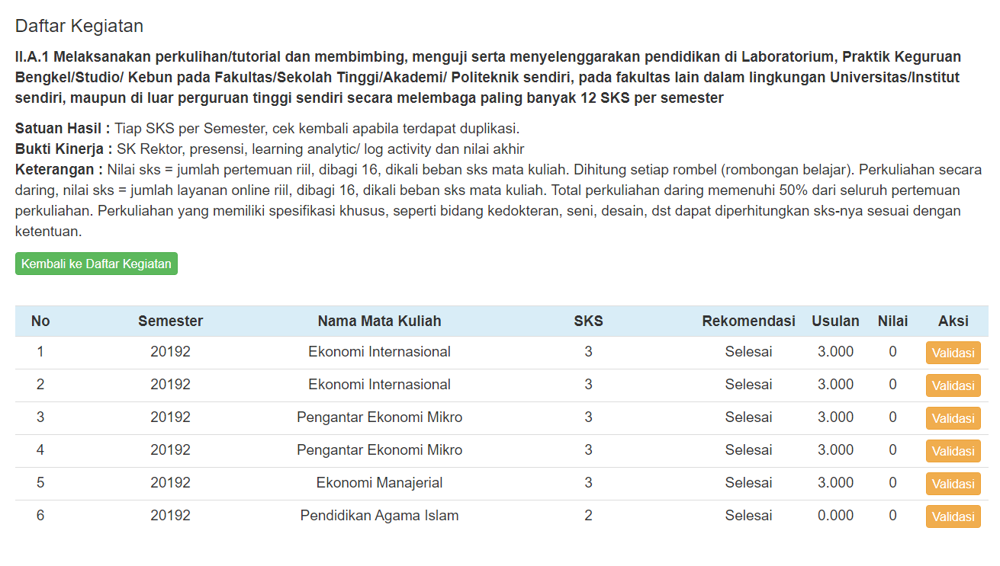 Daftar Kegiatan
II.A.1 Melaksanakan perkulihan/tutorial dan membimbing, menguji serta menyelenggarakan pendidikan di Laboratorium, Praktik Keguruan
Bengkel/Studio/ Kebun pada Fakultas/Sekolah Tinggi/Akademi/ Politeknik sendiri, pada fakultas lain dalam lingkungan Universitas/Institut
sendiri, maupun di luar perguruan tinggi sendiri secara melembaga paling banyak 12 SKS per semester
Satuan Hasil : Tiap SKS per Semester, cek kembali apabila terdapat duplikasi.
Bukti Kinerja : SK Rektor, presensi, learning analytic/ log activity dan nilai akhir
Keterangan : Nilai sks = jumlah pertemuan riil, dibagi 16, dikali beban sks mata kuliah. Dihitung setiap rombel (rombongan belajar). Perkuliahan secara
daring, nilai sks = jumlah layanan online riil, dibagi 16, dikali beban sks mata kuliah. Total perkuliahan daring memenuhi 50% dari seluruh pertemuan
perkuliahan. Perkuliahan yang memiliki spesifikasi khusus, seperti bidang kedokteran, seni, desain, dst dapat diperhitungkan sks-nya sesuai dengan
ketentuan.
Kembali ke Daftar Kegiatan
No Semester Nama Mata Kuliah SKS Rekomendasi Usulan Nilai Aksi
1 20192 Ekonomi Internasional 3 Selesai 3.000 0 Validasi
2 20192 Ekonomi Internasional 3 Selesai 3.000 0 Validasi
3 20192 Pengantar Ekonomi Mikro 3 Selesai 3.000 0 Validasi
4 20192 Pengantar Ekonomi Mikro 3 Selesai 3.000 0 Validasi
5 20192 Ekonomi Manajerial 3 Selesai 3.000 0 Validasi
6 20192 Pendidikan Agama Islam 2 Selesai 0.000 0 Validasi